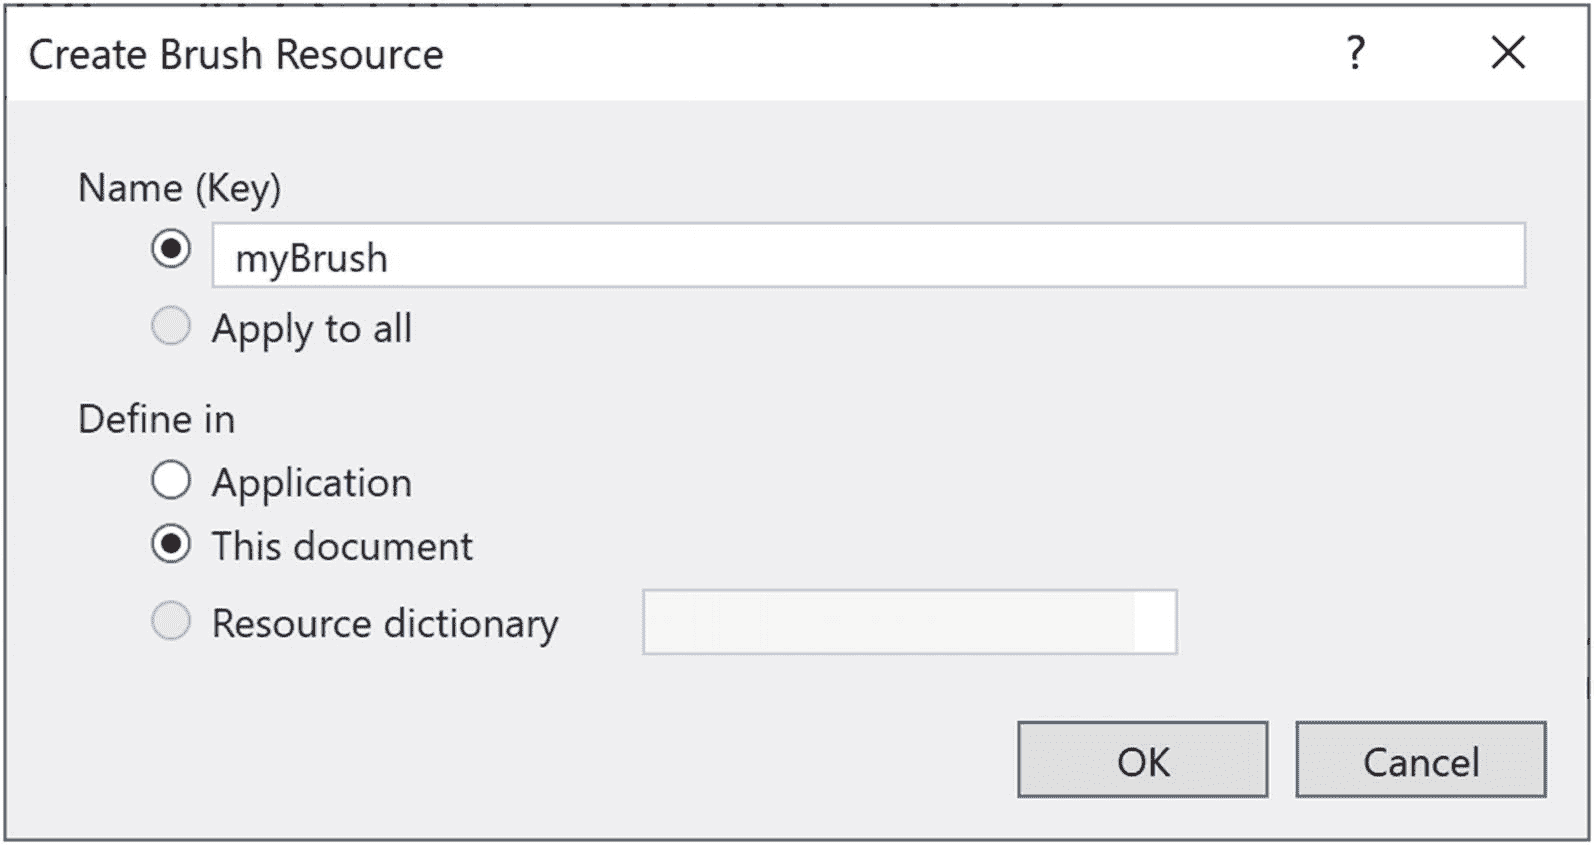 Create Brush Resource ?
Name (Key)
myBrush
Apply to all
Define in
Application
This document
Resource dictionary
OK Cancel